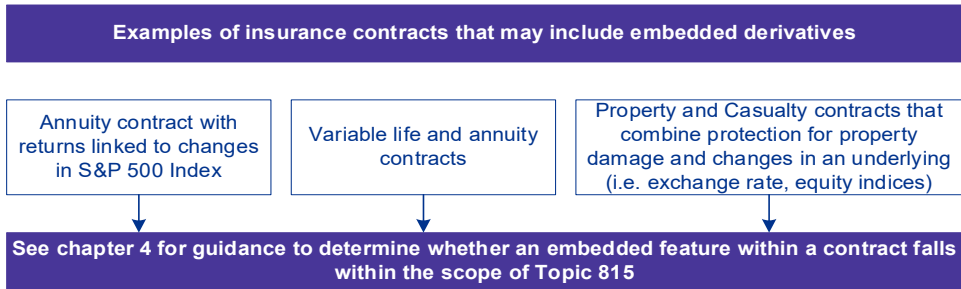 Examples of insurance contracts that may include embedded derivatives
Annuity contract with
returns linked to changes
in S&P 500 Index
Variable life and annuity
contracts
Property and Casualty contracts that
combine protection for property
damage and changes in an underlying
(i.e. exchange rate, equity indices)
See chapter 4 for guidance to determine whether an embedded feature within a contract falls
within the scope of Topic 815